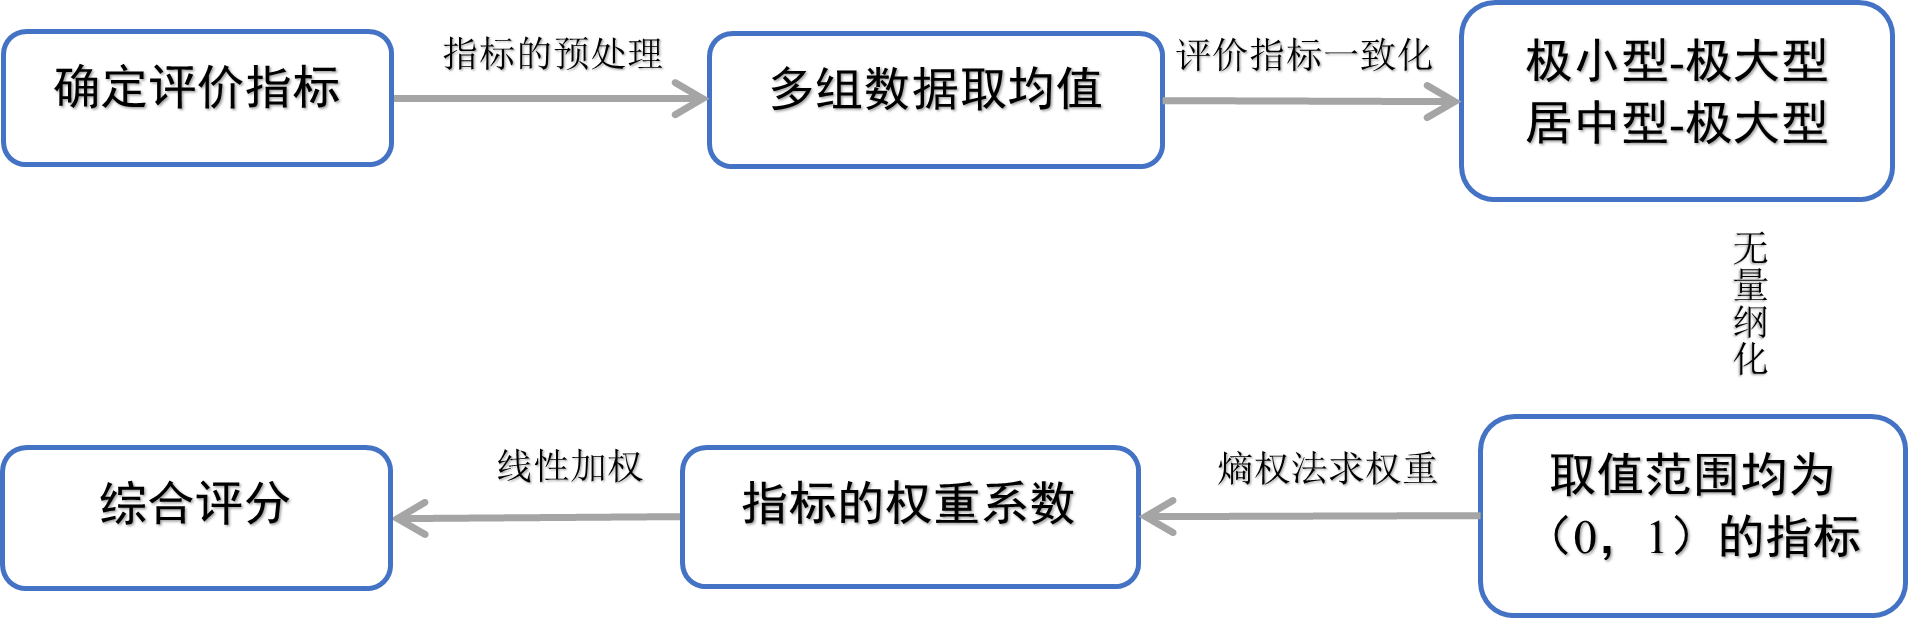 确定评价指标
指标的预处理
多组数据取均值
评价指标一致化
极小型-极大型
居中型-极大型
无量纲化
取值范围均为
（0，1）的指标
熵权法求权重
指标的权重系数
线性加权
综合评分